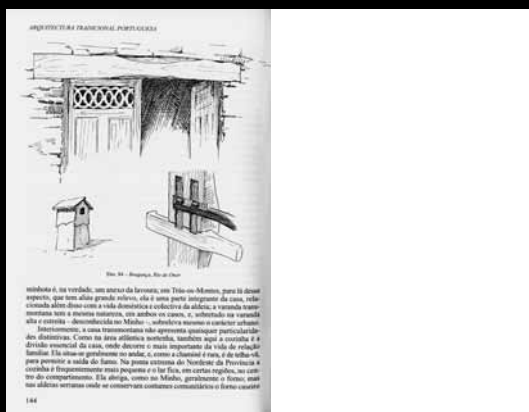 ARQUITECTURA TRADICIONAL PORTUGUESA
Des. 84 – Bragança, Rio de Onor
minhota é, na verdade, um anexo da lavoura; em Trás-os-Montes, para lá desse
aspecto, que tem aliás grande relevo, ela é uma parte integrante da casa, rela-
cionada além disso com a vida doméstica e colectiva da aldeia; a varanda trans-
montana tem a mesma natureza, em ambos os casos, e, sobretudo na varanda
alta e estreita – desconhecida no Minho –, sobreleva mesmo o carácter urbano.
Interiormente, a casa transmontana não apresenta quaisquer particularida-
des distintivas. Como na área atlântica nortenha, também aqui a cozinha é a
divisão essencial da casa, onde decorre o mais importante da vida de relação
familiar. Ela situa-se geralmente no andar, e, como a chaminé é rara, é de telha-vã,
para permitir a saída do fumo. Na ponta extrema do Nordeste da Província a
cozinha é frequentemente mais pequena e o lar fica, em certas regiões, no cen-
tro do compartimento. Ela abriga, como no Minho, geralmente o forno; mas
nas aldeias serranas onde se conservam costumes comunitários o forno caseiro
144